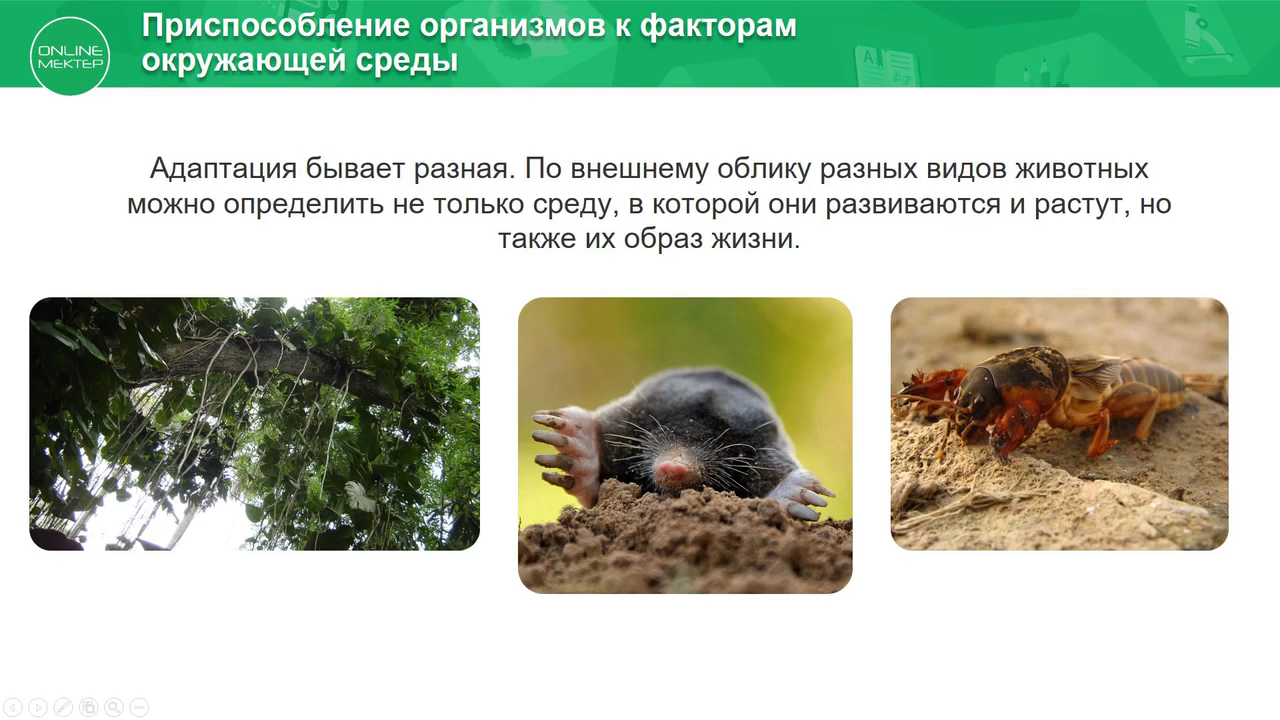 Приспособление организмов к факторам
окружающей среды
ONLINE
МЕКТЕР
Адаптация бывает разная. По внешнему облику разных видов животных
можно определить не только среду, в которой они развиваются и растут, но
также их образ жизни.